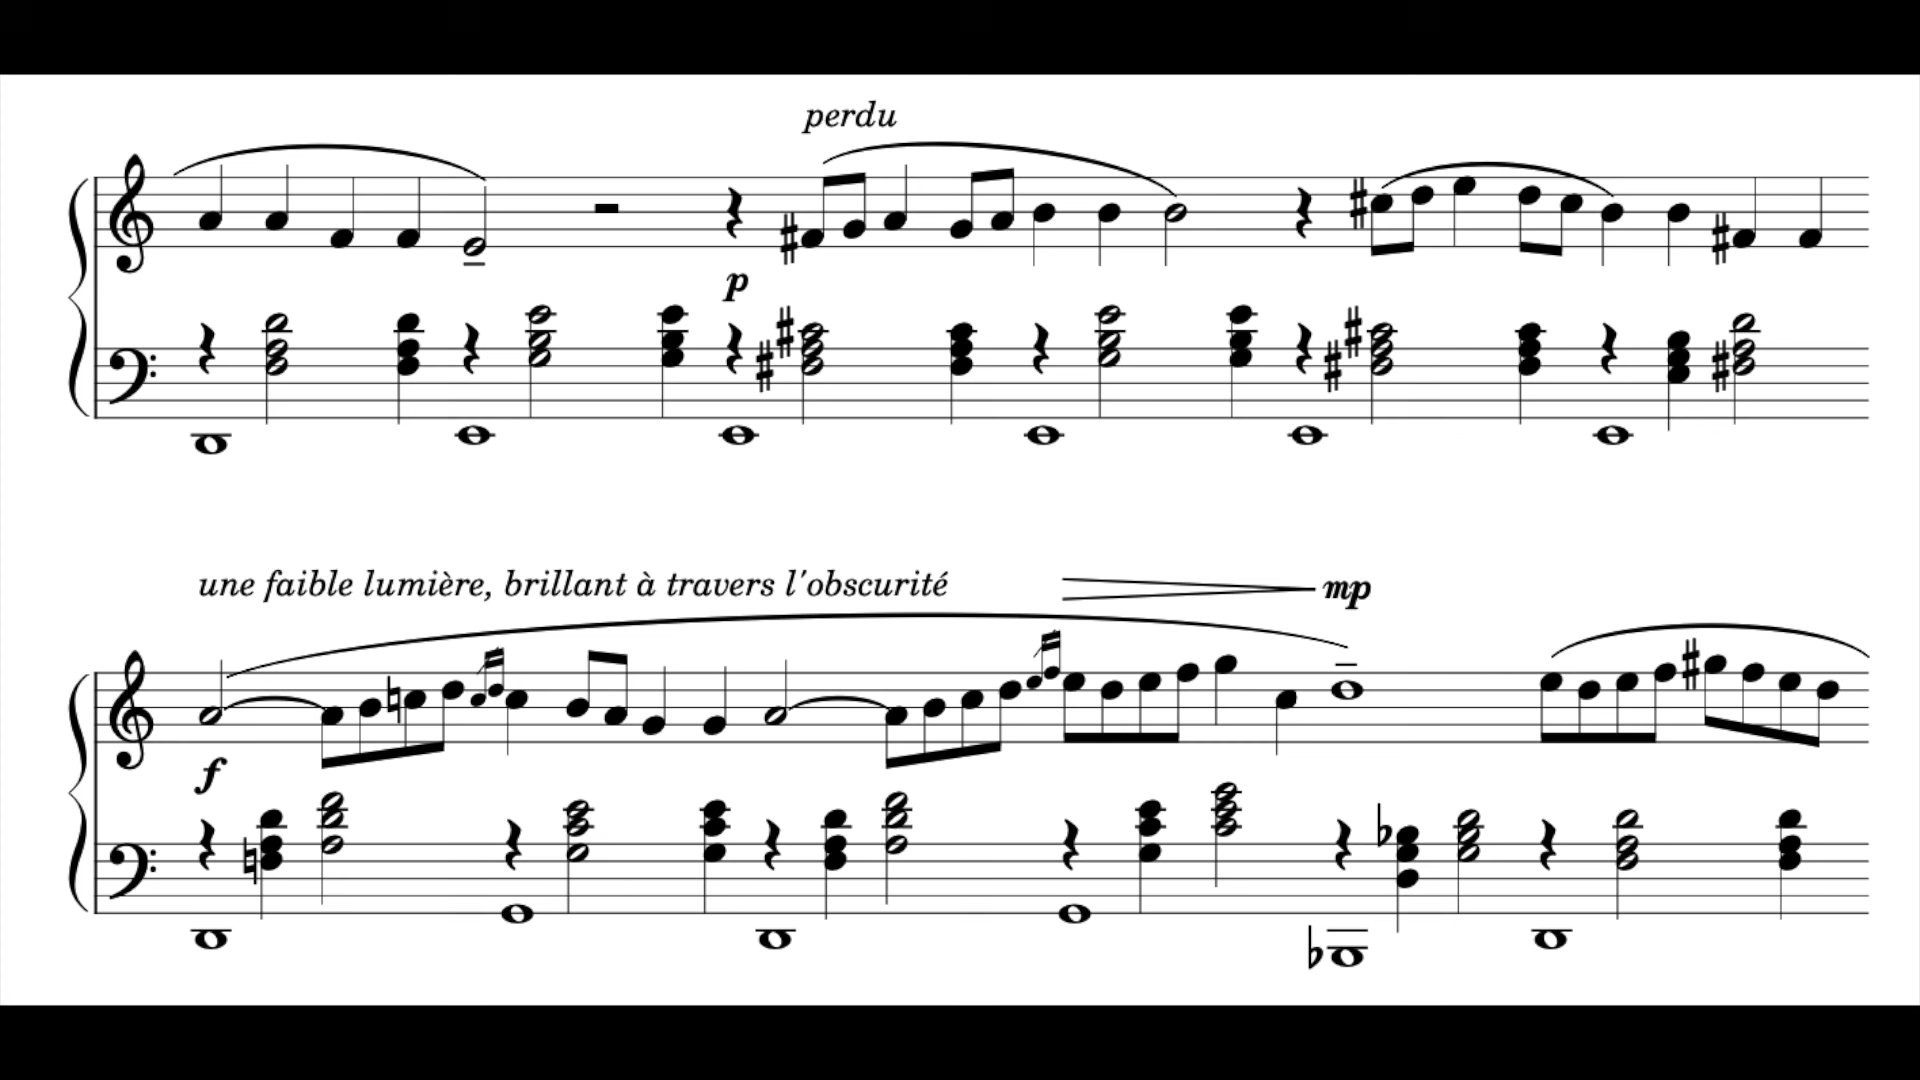 perdu
p
une faible lumière, brillant à travers l'obscurité
mp
f